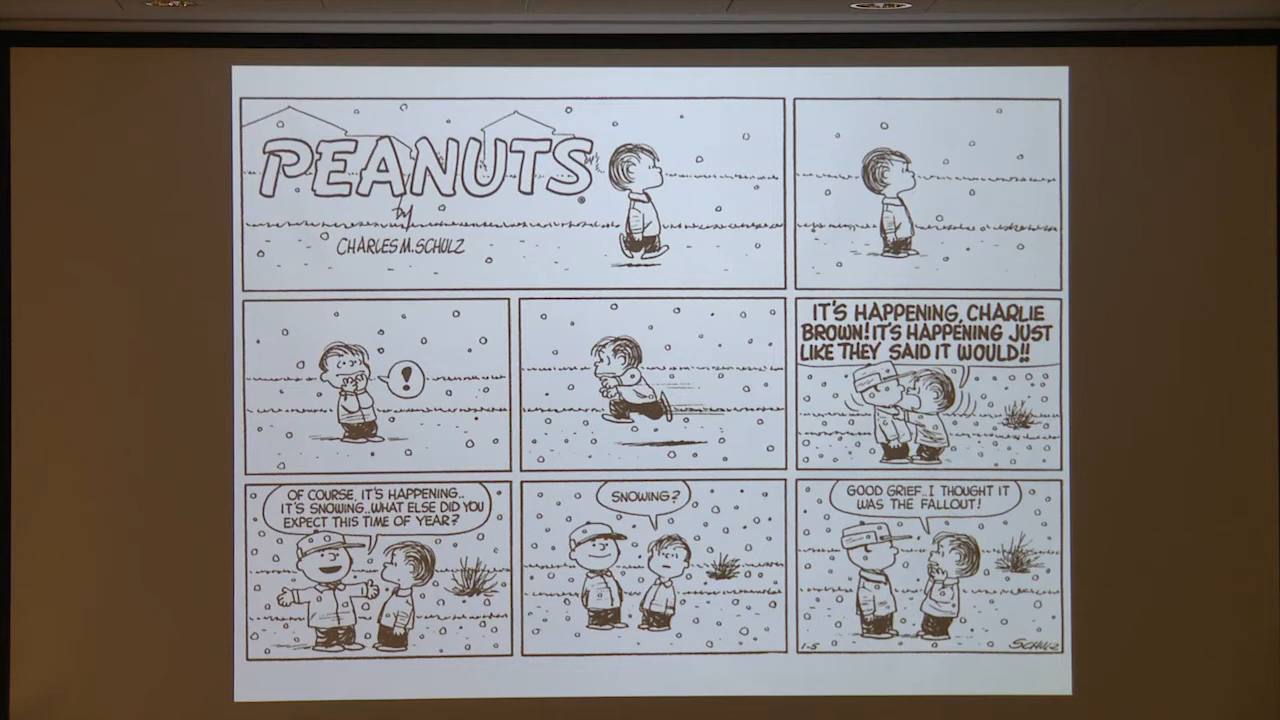 PEANUTS
®
by
CHARLES M. SCHULZ
!
IT'S HAPPENING, CHARLIE
BROWN! IT'S HAPPENING JUST
LIKE THEY SAID IT WOULD!!
OF COURSE, IT'S HAPPENING..
IT'S SNOWING..WHAT ELSE DID YOU
EXPECT THIS TIME OF YEAR?
SNOWING?
GOOD GRIEF..I THOUGHT IT
WAS THE FALLOUT!
1-5
SCHULZ